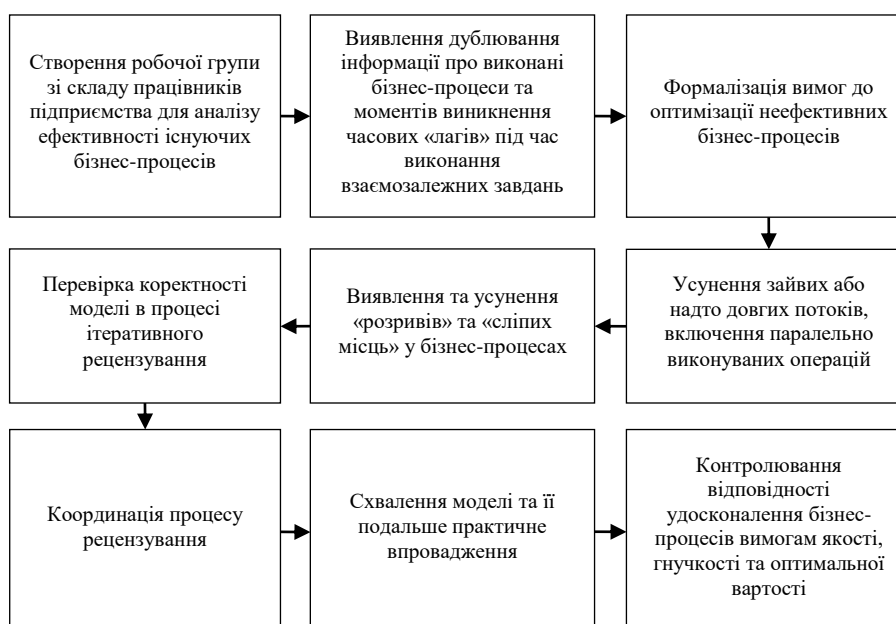 Створення робочої групи
зі складу працівників
підприємства для аналізу
ефективності існуючих
бізнес-процесів
Виявлення дублювання
інформації про виконані
бізнес-процеси та
моментів виникнення
часових «лагів» під час
виконання
взаємозалежних завдань
Формалізація вимог до
оптимізації неефективних
бізнес-процесів
Усунення зайвих або
надто довгих потоків,
включення паралельно
виконуваних операцій
Виявлення та усунення
«розривів» та «сліпих
місць» у бізнес-процесах
Перевірка коректності
моделі в процесі
ітеративного
рецензування
Координація процесу
рецензування
Схвалення моделі та її
подальше практичне
впровадження
Контролювання
відповідності
удосконалення бізнес-
процесів вимогам якості,
гнучкості та оптимальної
вартості